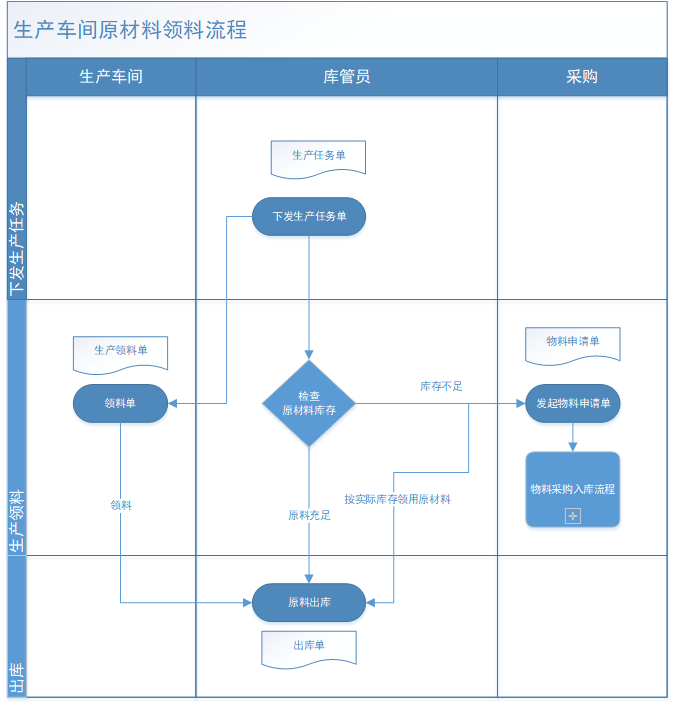 生产车间原材料领料流程
生产车间
库管员
采购
下发生产任务
生产任务单
下发生产任务单
生产领料
生产领料单
物料申请单
领料单
检查
原材料库存
库存不足
发起物料申请单
物料采购入库流程
领料
原料充足
按实际库存领用原材料
出库
原料出库
出库单